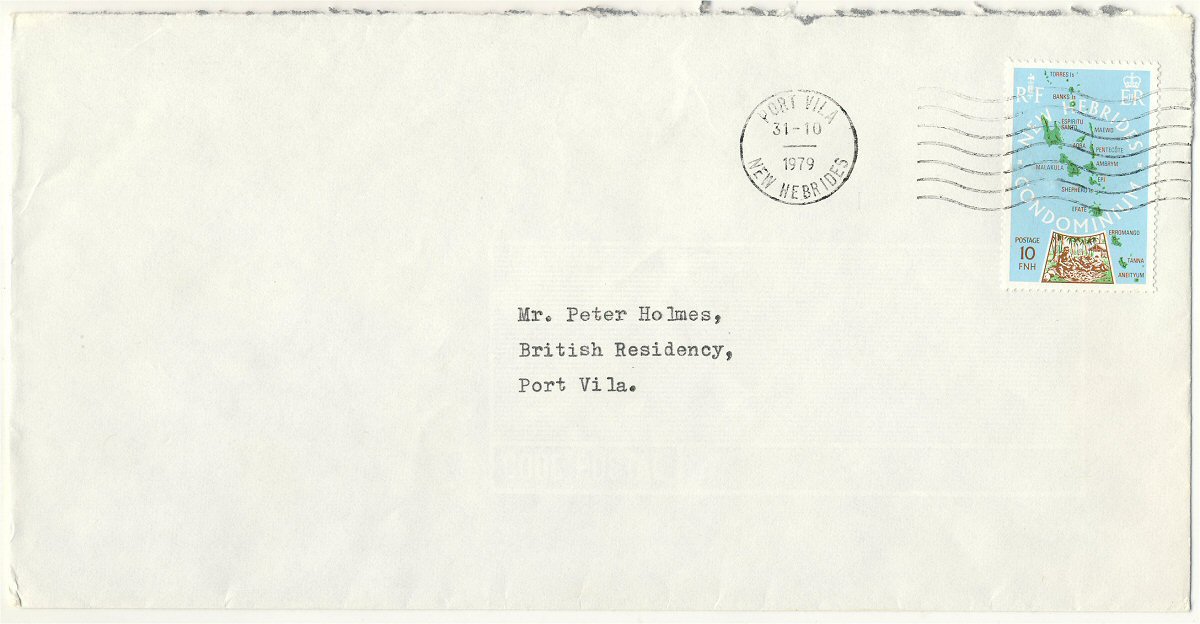 PORT VILA
31-10
1979
NEW HEBRIDES
TORRES Is
RF
ER
BANKS Is
NEW HEBRIDES
ESPIRITU
SANTO
MAEWO
AOBA
PENTECÔTE
MALAKULA
AMBRYM
EPI
SHEPHERD Is
CONDOMINIUM
EFATE
ERROMANGO
POSTAGE
10
FNH
TANNA
ANEITYUM
Mr. Peter Holmes,
British Residency,
Port Vila.